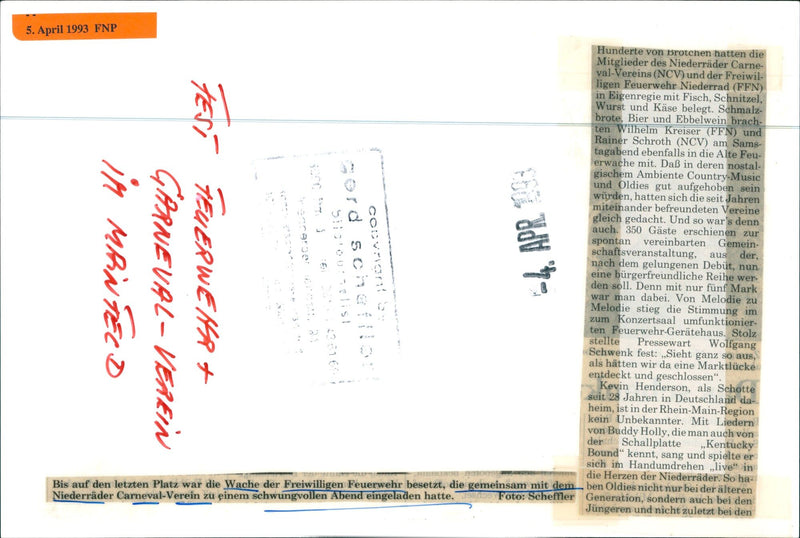 5. April 1993 FNP
FEST FEUERWEHR +
CARNEVAL-VEREIN
IM MAINFELD
copyright by
gerd scheffler
bildjournalist
-4. APR. 1993
Hunderte von Brötchen hatten die
Mitglieder des Niederräder Carne-
val-Vereins (NCV) und der Freiwil-
ligen Feuerwehr Niederrad (FFN)
in Eigenregie mit Fisch, Schnitzel,
Wurst und Käse belegt. Schmalz-
brote, Bier und Ebbelwein brach-
ten Wilhelm Kreiser (FFN) und
Rainer Schroth (NCV) am Sams-
tagabend ebenfalls in die Alte Feu-
erwache mit. Daß in deren nostal-
gischem Ambiente Country-Music
und Oldies gut aufgehoben sein
würden, hatten sich die seit Jahren
miteinander befreundeten Vereine
gleich gedacht. Und so war's denn
auch. 350 Gäste erschienen zur
spontan vereinbarten Gemein-
schaftsveranstaltung, aus der,
nach dem gelungenen Debüt, nun
eine bürgerfreundliche Reihe wer-
den soll. Denn mit nur fünf Mark
war man dabei. Von Melodie zu
Melodie stieg die Stimmung im
zum Konzertsaal umfunktionier-
ten Feuerwehr-Gerätehaus. Stolz
stellte Pressewart Wolfgang
Schwenk fest: „Sieht ganz so aus,
als hätten wir da eine Marktlücke
entdeckt und geschlossen".
Kevin Henderson, als Schotte
seit 28 Jahren in Deutschland da-
heim, ist in der Rhein-Main-Region
kein Unbekannter. Mit Liedern
von Buddy Holly, die man auch von
der Schallplatte „Kentucky
Bound" kennt, sang und spielte er
sich im Handumdrehen „live" in
die Herzen der Niederräder. So ha-
ben Oldies nicht nur bei der älteren
Generation, sondern auch bei den
Jüngeren und nicht zuletzt bei den
Bis auf den letzten Platz war die Wache der Freiwilligen Feuerwehr besetzt, die gemeinsam mit dem
Niederräder Carneval-Verein zu einem schwungvollen Abend eingeladen hatte. Foto: Scheffler